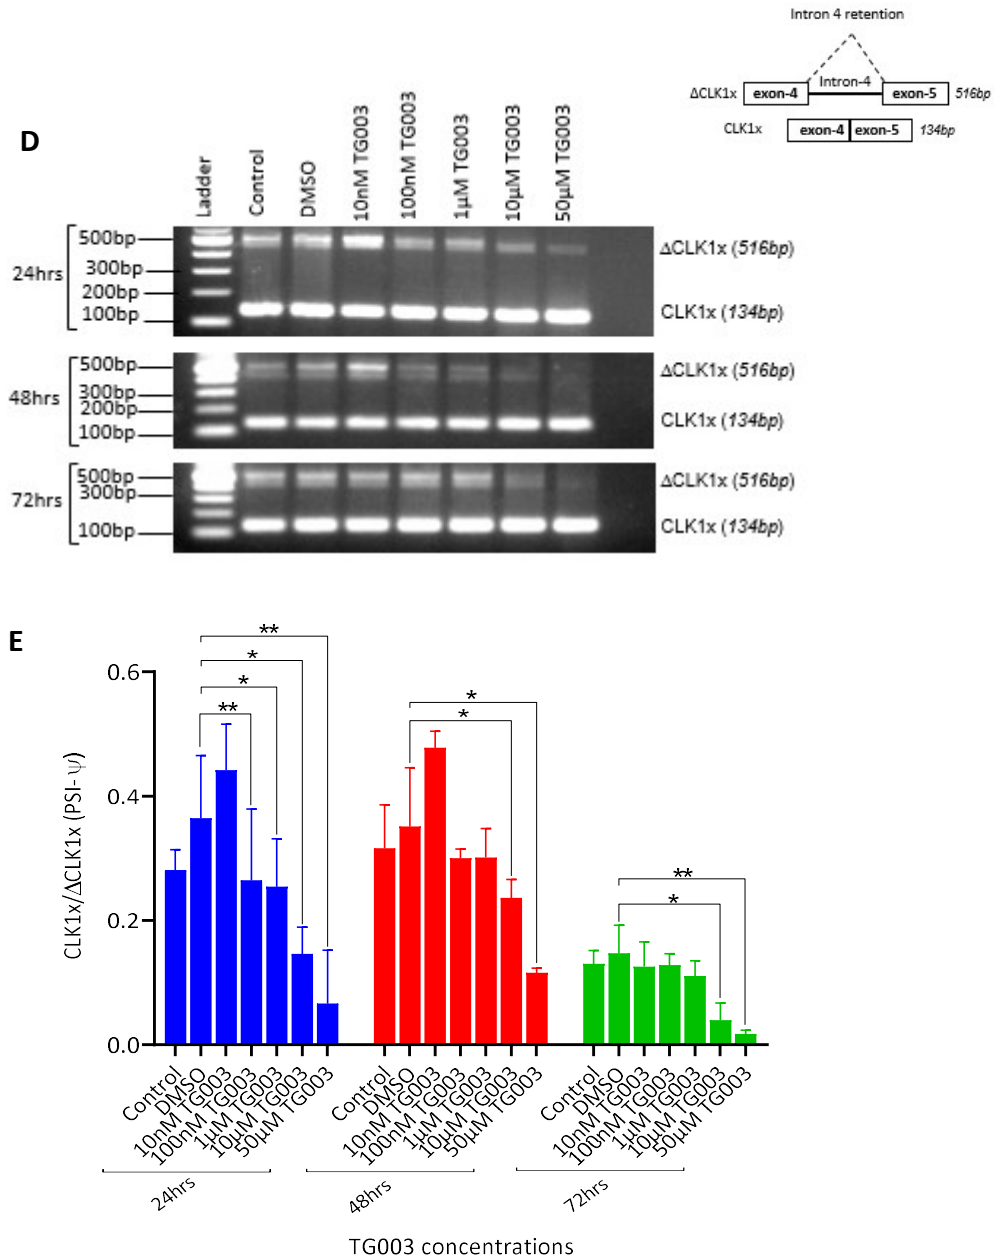 Intron 4 retention
Intron-4
ΔCLK1x exon-4 exon-5 516bp
CLK1x exon-4 exon-5 134bp
D
Ladder
Control
DMSO
10nM TG003
100nM TG003
1µM TG003
10µM TG003
50µM TG003
24hrs
500bp
300bp
200bp
100bp
ΔCLK1x (516bp)
CLK1x (134bp)
48hrs
500bp
300bp
200bp
100bp
ΔCLK1x (516bp)
CLK1x (134bp)
72hrs
500bp
300bp
100bp
ΔCLK1x (516bp)
CLK1x (134bp)
E
CLK1x/ΔCLK1x (PSI-ψ)
0.6
0.4
0.2
0.0
**
*
*
**
*
*
**
*
Control
DMSO
10nM TG003
100nM TG003
1µM TG003
10µM TG003
50µM TG003
Control
DMSO
10nM TG003
100nM TG003
1µM TG003
10µM TG003
50µM TG003
Control
DMSO
10nM TG003
100nM TG003
1µM TG003
10µM TG003
50µM TG003
24hrs
48hrs
72hrs
TG003 concentrations